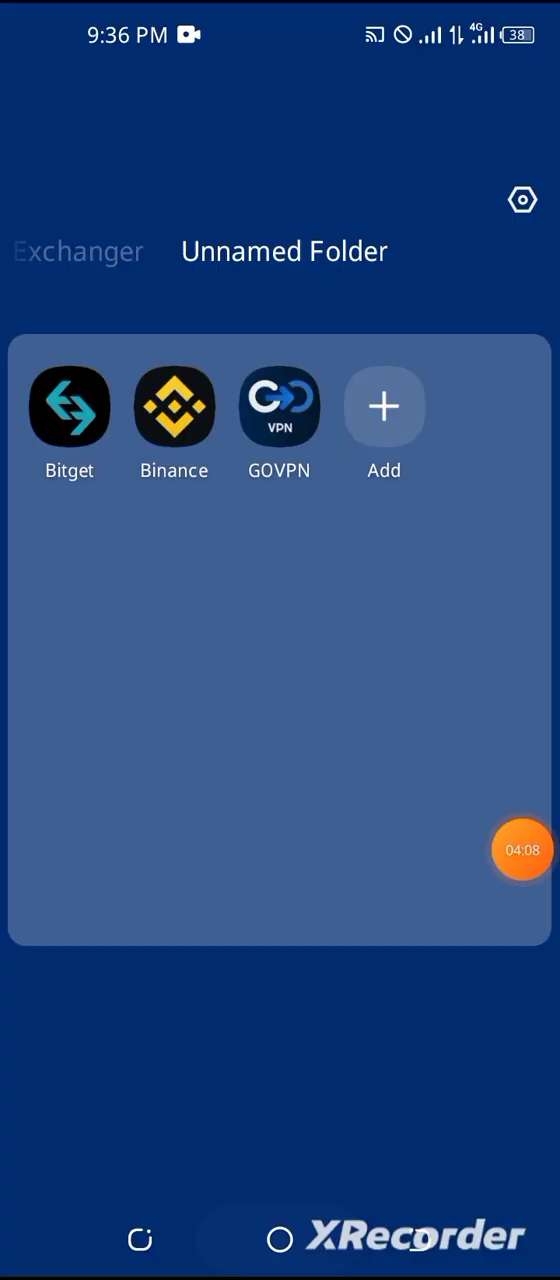 9:36 PM
4G
38
Exchanger Unnamed Folder
VPN
Bitget Binance GOVPN Add
04:08
XRecorder